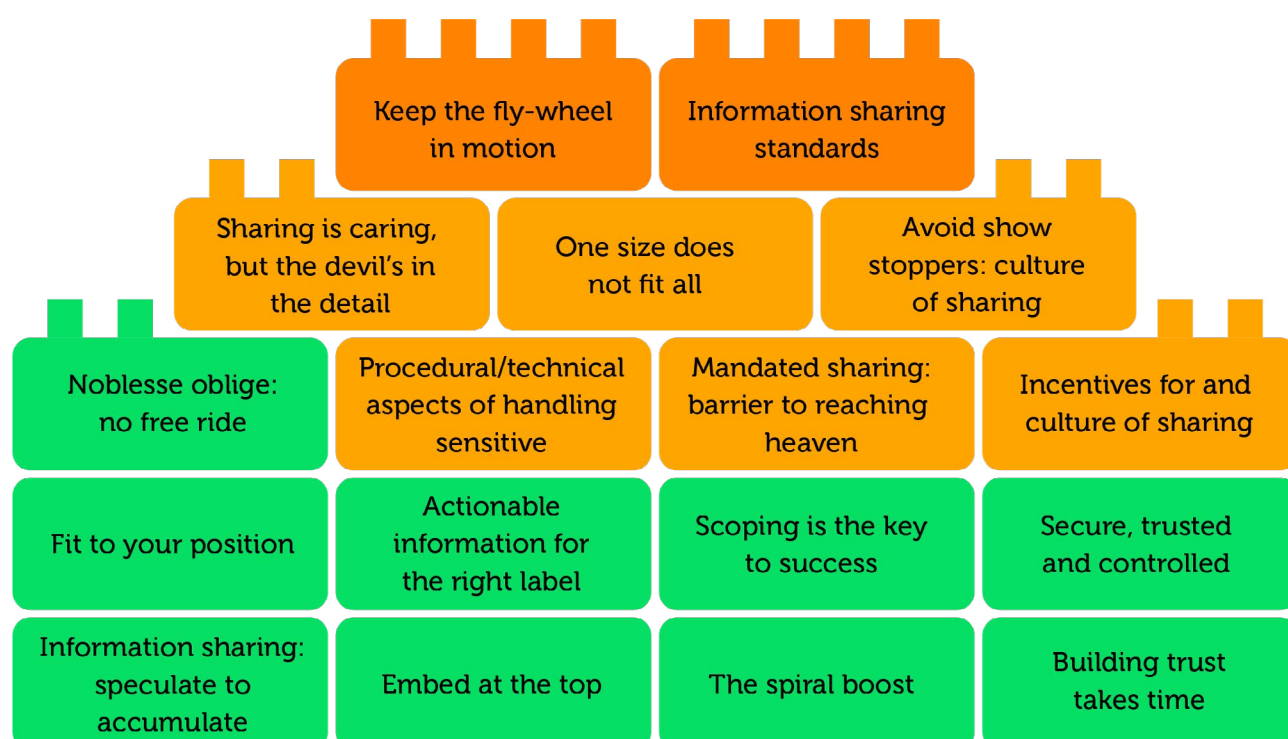 Keep the fly-wheel
in motion
Information sharing
standards
Sharing is caring,
but the devil's in
the detail
One size does
not fit all
Avoid show
stoppers: culture
of sharing
Noblesse oblige:
no free ride
Procedural/technical
aspects of handling
sensitive
Mandated sharing:
barrier to reaching
heaven
Incentives for and
culture of sharing
Fit to your position
Actionable
information for
the right label
Scoping is the key
to success
Secure, trusted
and controlled
Information sharing:
speculate to
accumulate
Embed at the top
The spiral boost
Building trust
takes time